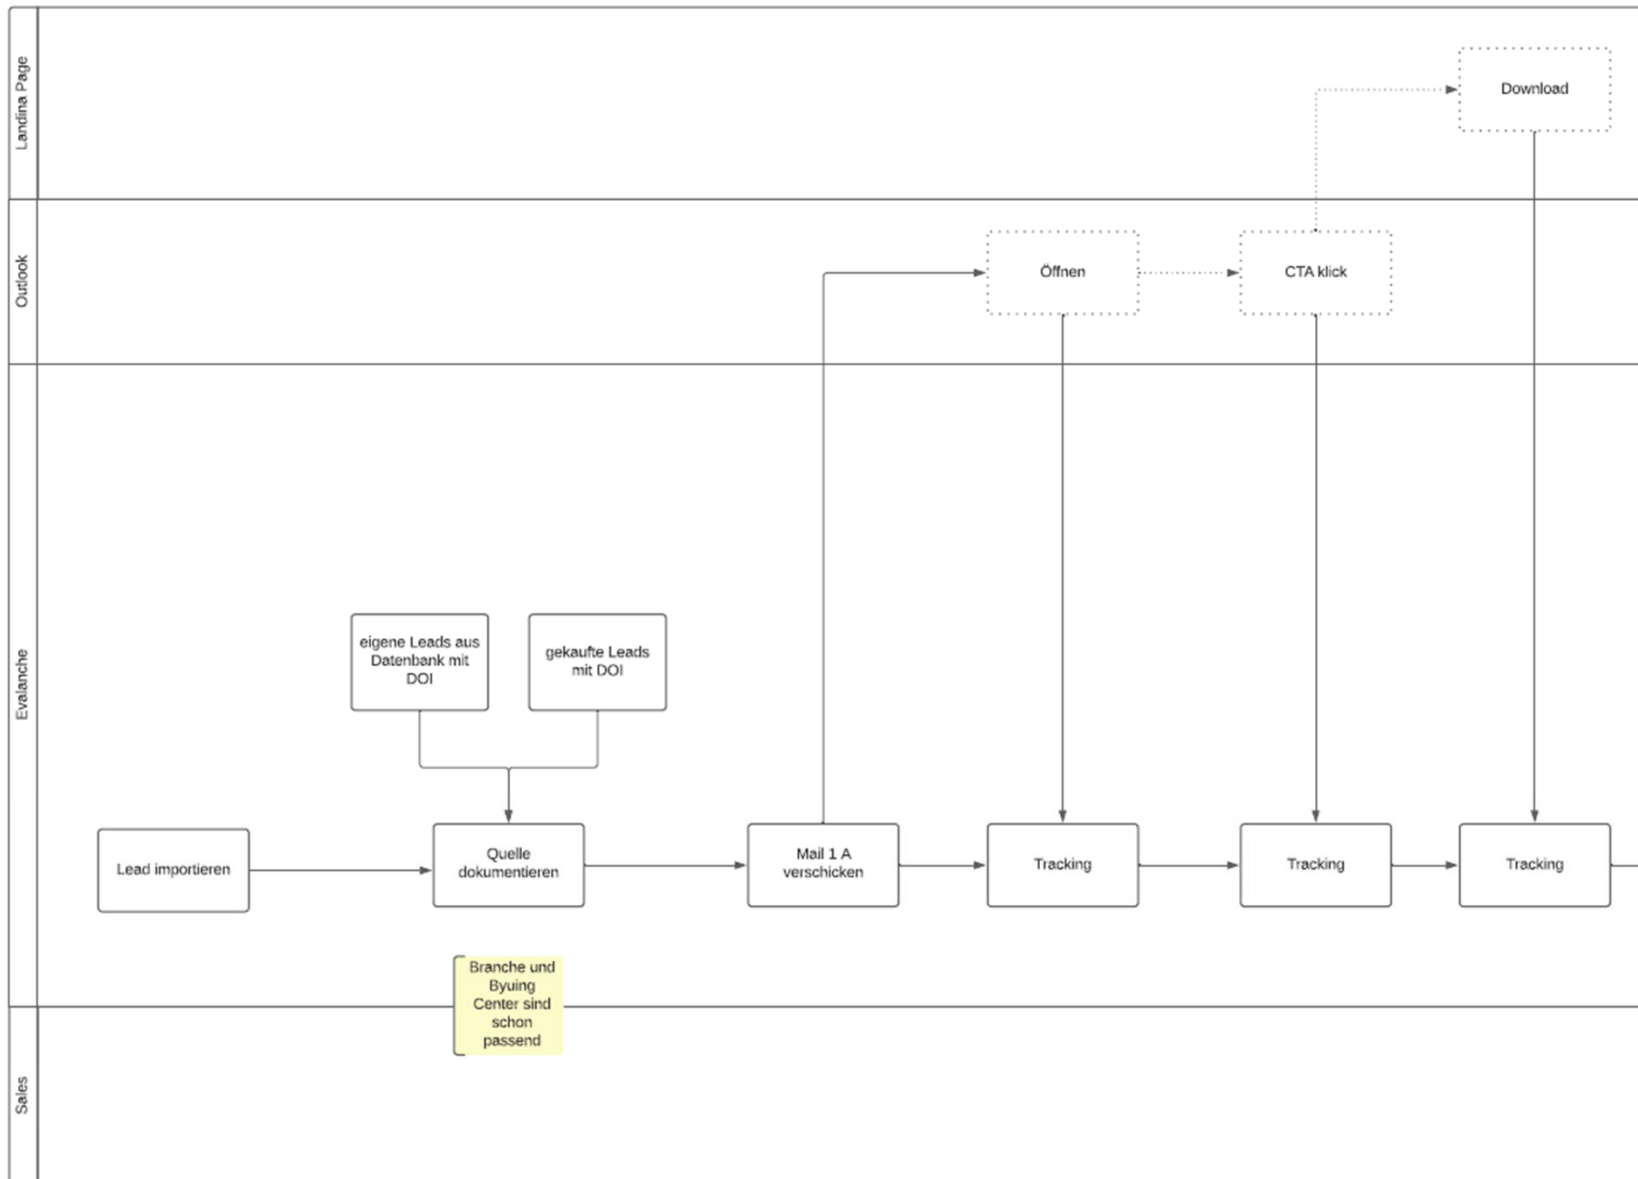 Landina Page
Download
Outlook
Öffnen
CTA klick
Evalanche
eigene Leads aus
Datenbank mit
DOI
gekaufte Leads
mit DOI
Lead importieren
Quelle
dokumentieren
Mail 1 A
verschicken
Tracking
Tracking
Tracking
Branche und
Byuing
Center sind
schon
passend
Sales